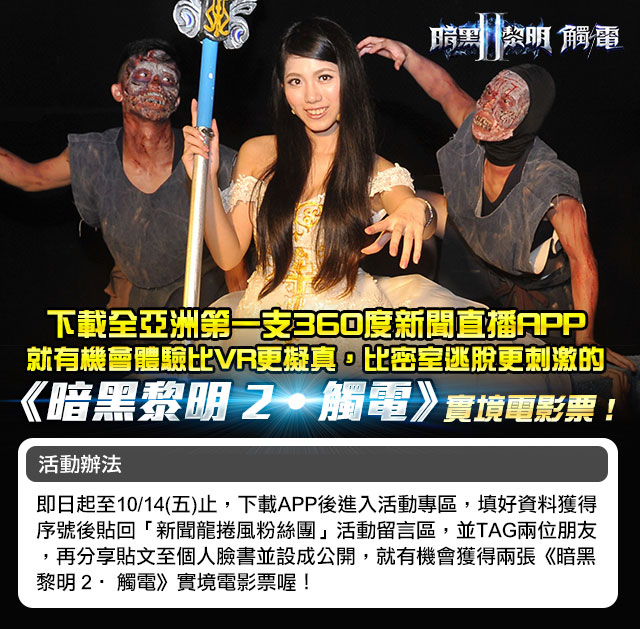 暗黑II黎明 觸電
下載全亞洲第一支360度新聞直播APP
就有機會體驗比VR更擬真，比密室逃脫更刺激的
《暗黑黎明 2 · 觸電》實境電影票！
活動辦法
即日起至10/14(五)止，下載APP後進入活動專區，填好資料獲得
序號後貼回「新聞龍捲風粉絲團」活動留言區，並TAG兩位朋友
，再分享貼文至個人臉書並設成公開，就有機會獲得兩張《暗黑
黎明 2． 觸電》實境電影票喔！